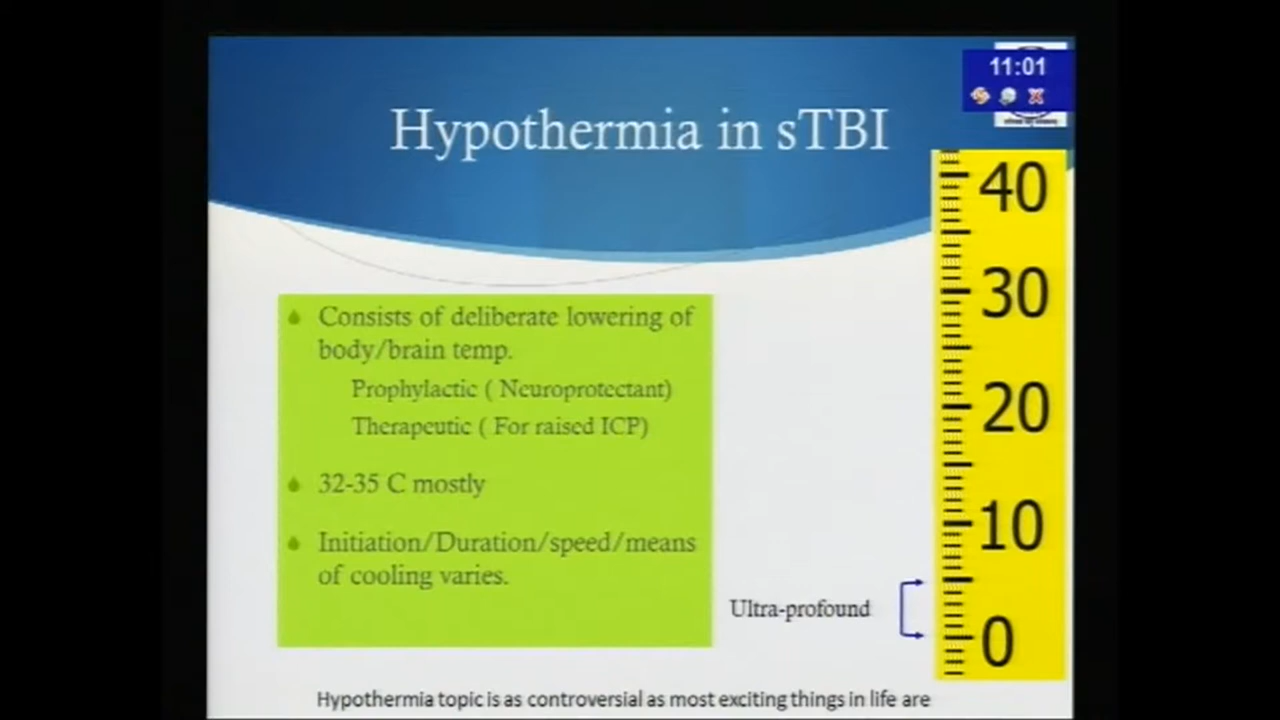 11:01
Hypothermia in sTBI
40
30
20
10
0
Consists of deliberate lowering of
body/brain temp.
Prophylactic ( Neuroprotectant)
Therapeutic ( For raised ICP)
32-35 C mostly
Initiation/Duration/speed/means
of cooling varies.
Ultra-profound
Hypothermia topic is as controversial as most exciting things in life are